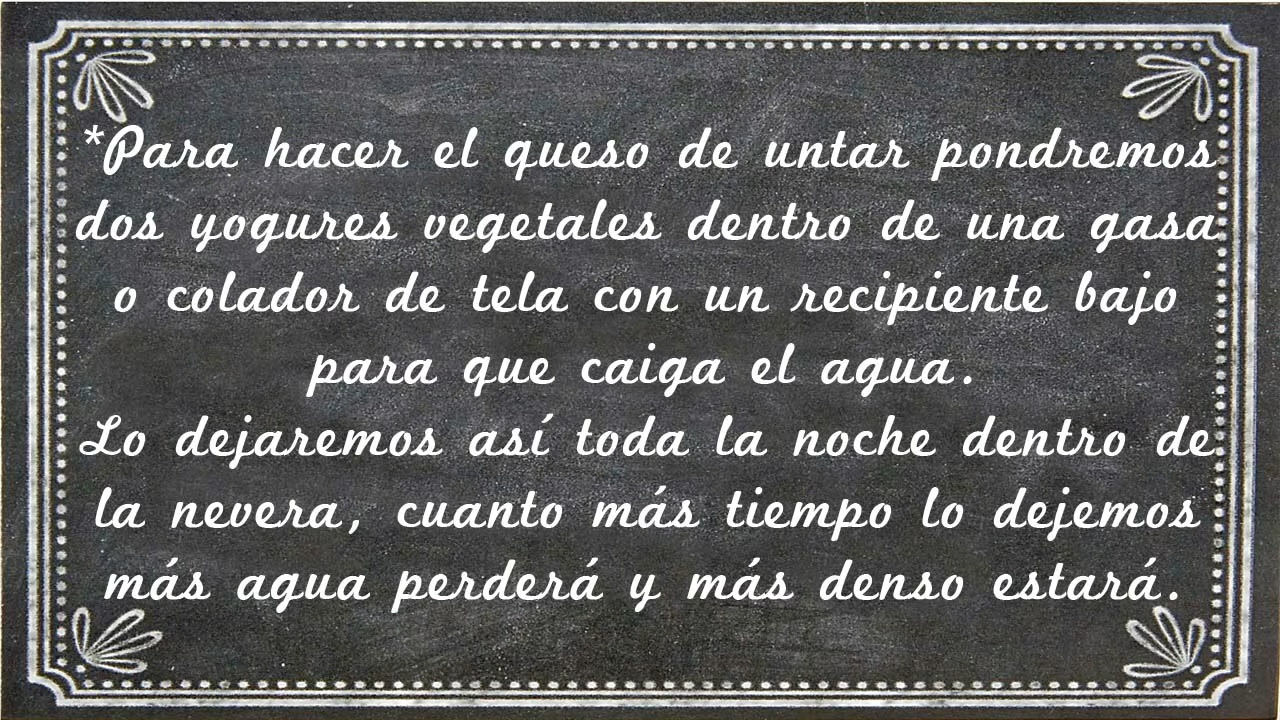 *Para hacer el queso de untar pondremos
dos yogures vegetales dentro de una gasa
o colador de tela con un recipiente bajo
para que caiga el agua.
Lo dejaremos así toda la noche dentro de
la nevera, cuanto más tiempo lo dejemos
más agua perderá y más denso estará.